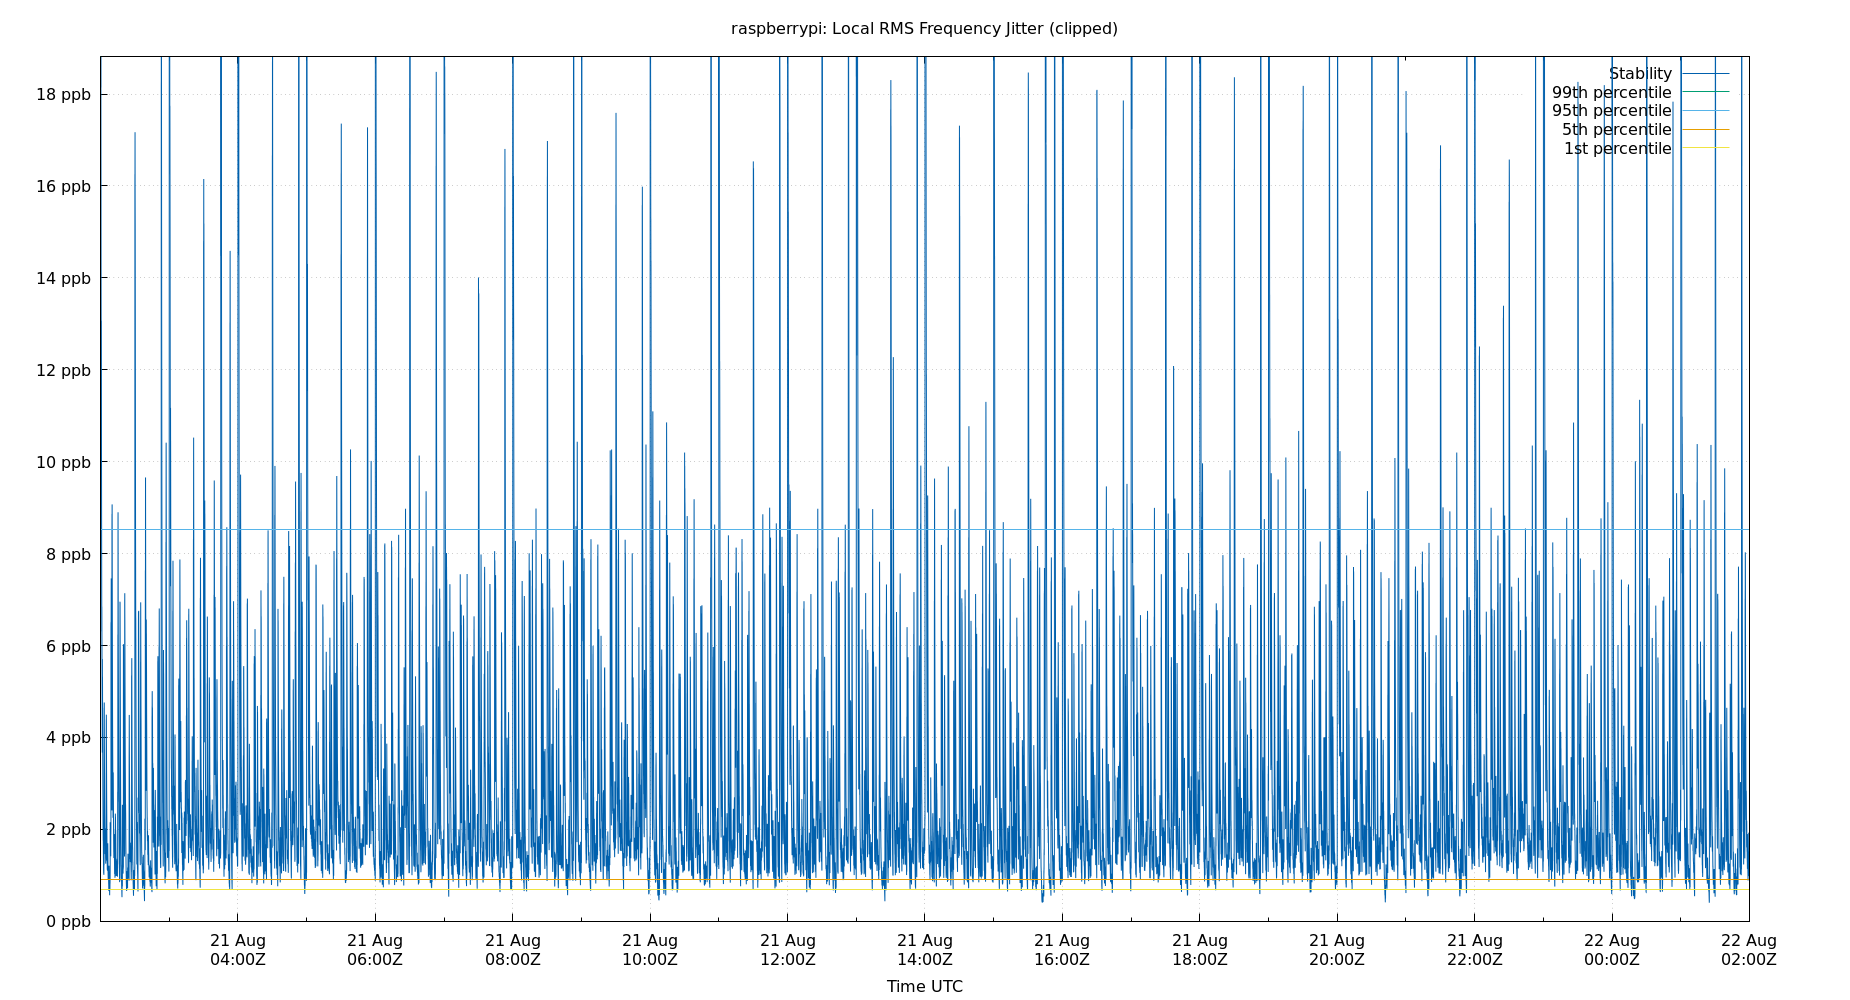 raspberrypi: Local RMS Frequency Jitter (clipped)
Stability
99th percentile
95th percentile
5th percentile
1st percentile
18 ppb
16 ppb
14 ppb
12 ppb
10 ppb
8 ppb
6 ppb
4 ppb
2 ppb
0 ppb
21 Aug 21 Aug 21 Aug 21 Aug 21 Aug 21 Aug 21 Aug 21 Aug 21 Aug 21 Aug 22 Aug 22 Aug
04:00Z 06:00Z 08:00Z 10:00Z 12:00Z 14:00Z 16:00Z 18:00Z 20:00Z 22:00Z 00:00Z 02:00Z
Time UTC